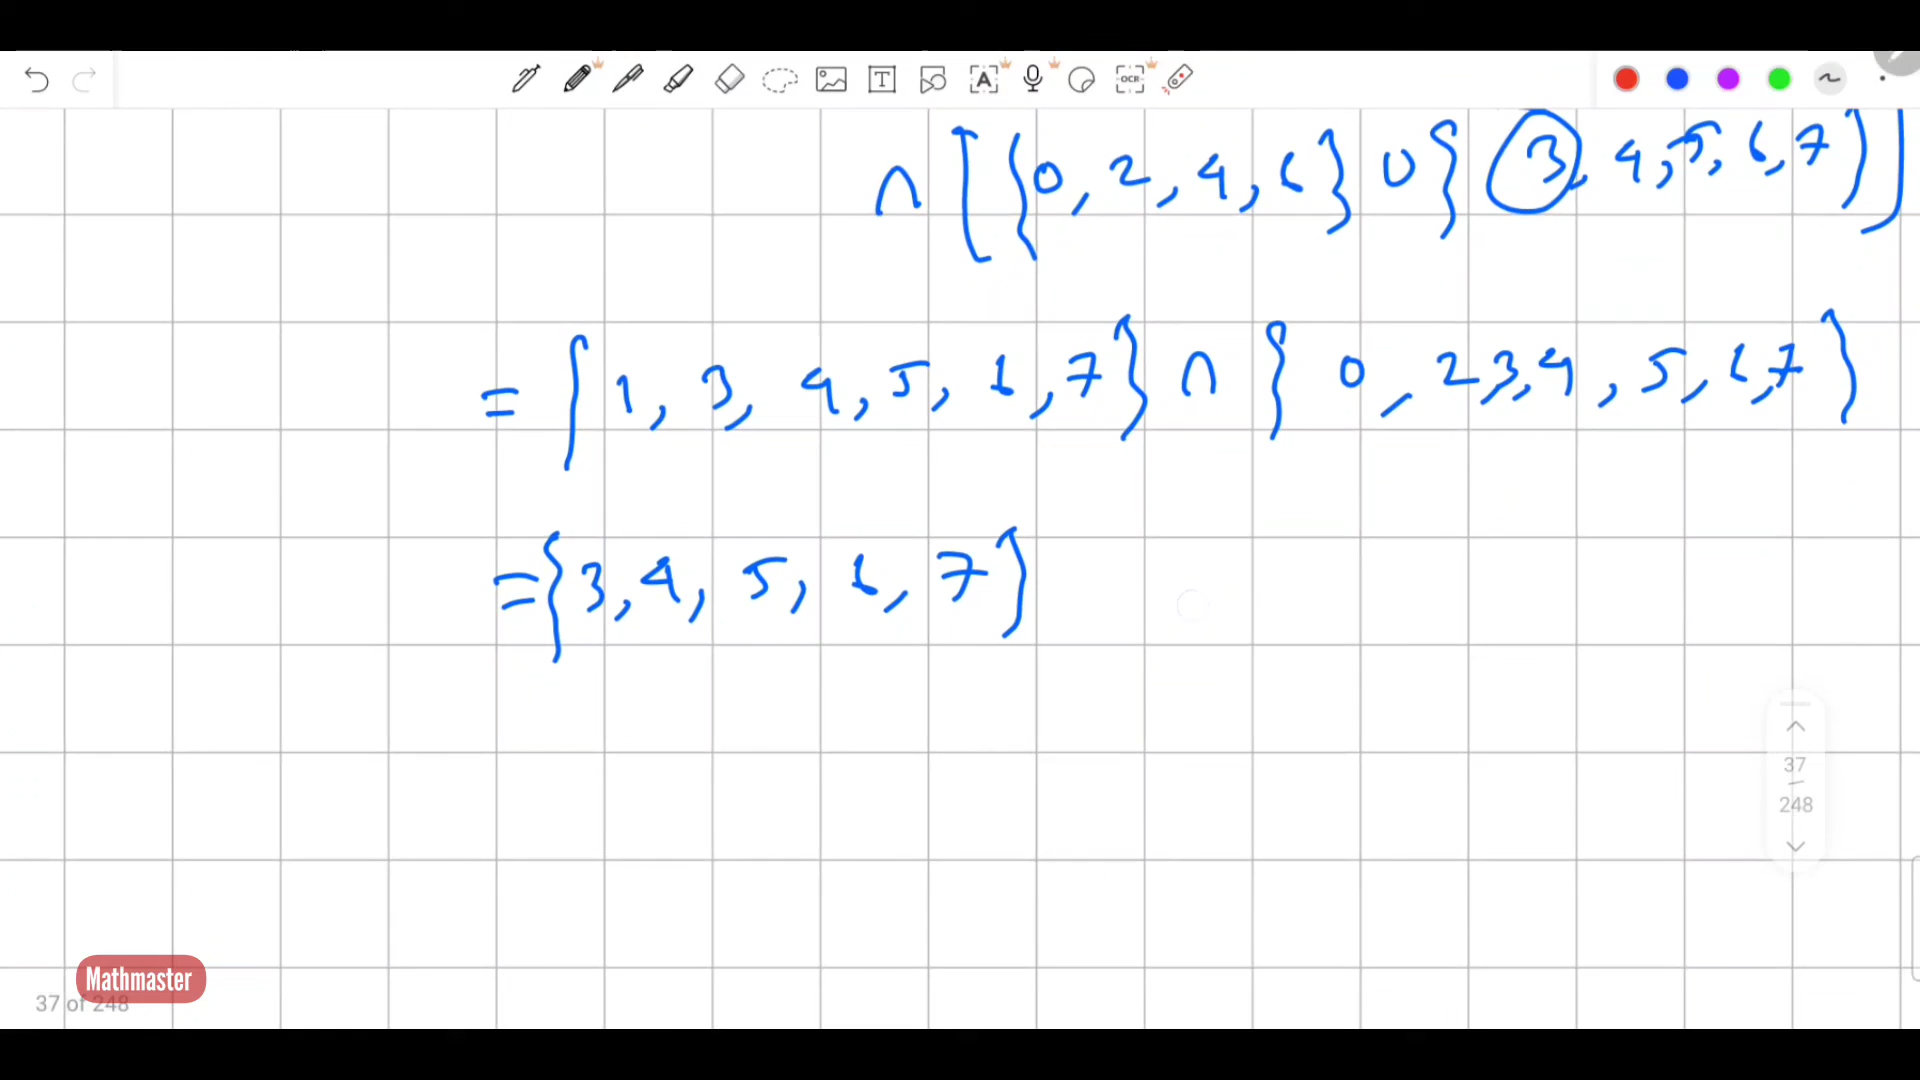 A
OCR
∩ [ { 0, 2, 4, 6 } ∪ { 3, 4, 5, 6, 7 } ]
= { 1, 3, 4, 5, 6, 7 } ∩ { 0, 2 3, 4, 5, 6, 7 }
= { 3, 4, 5, 6, 7 }
37
248
Mathmaster
37 of 248